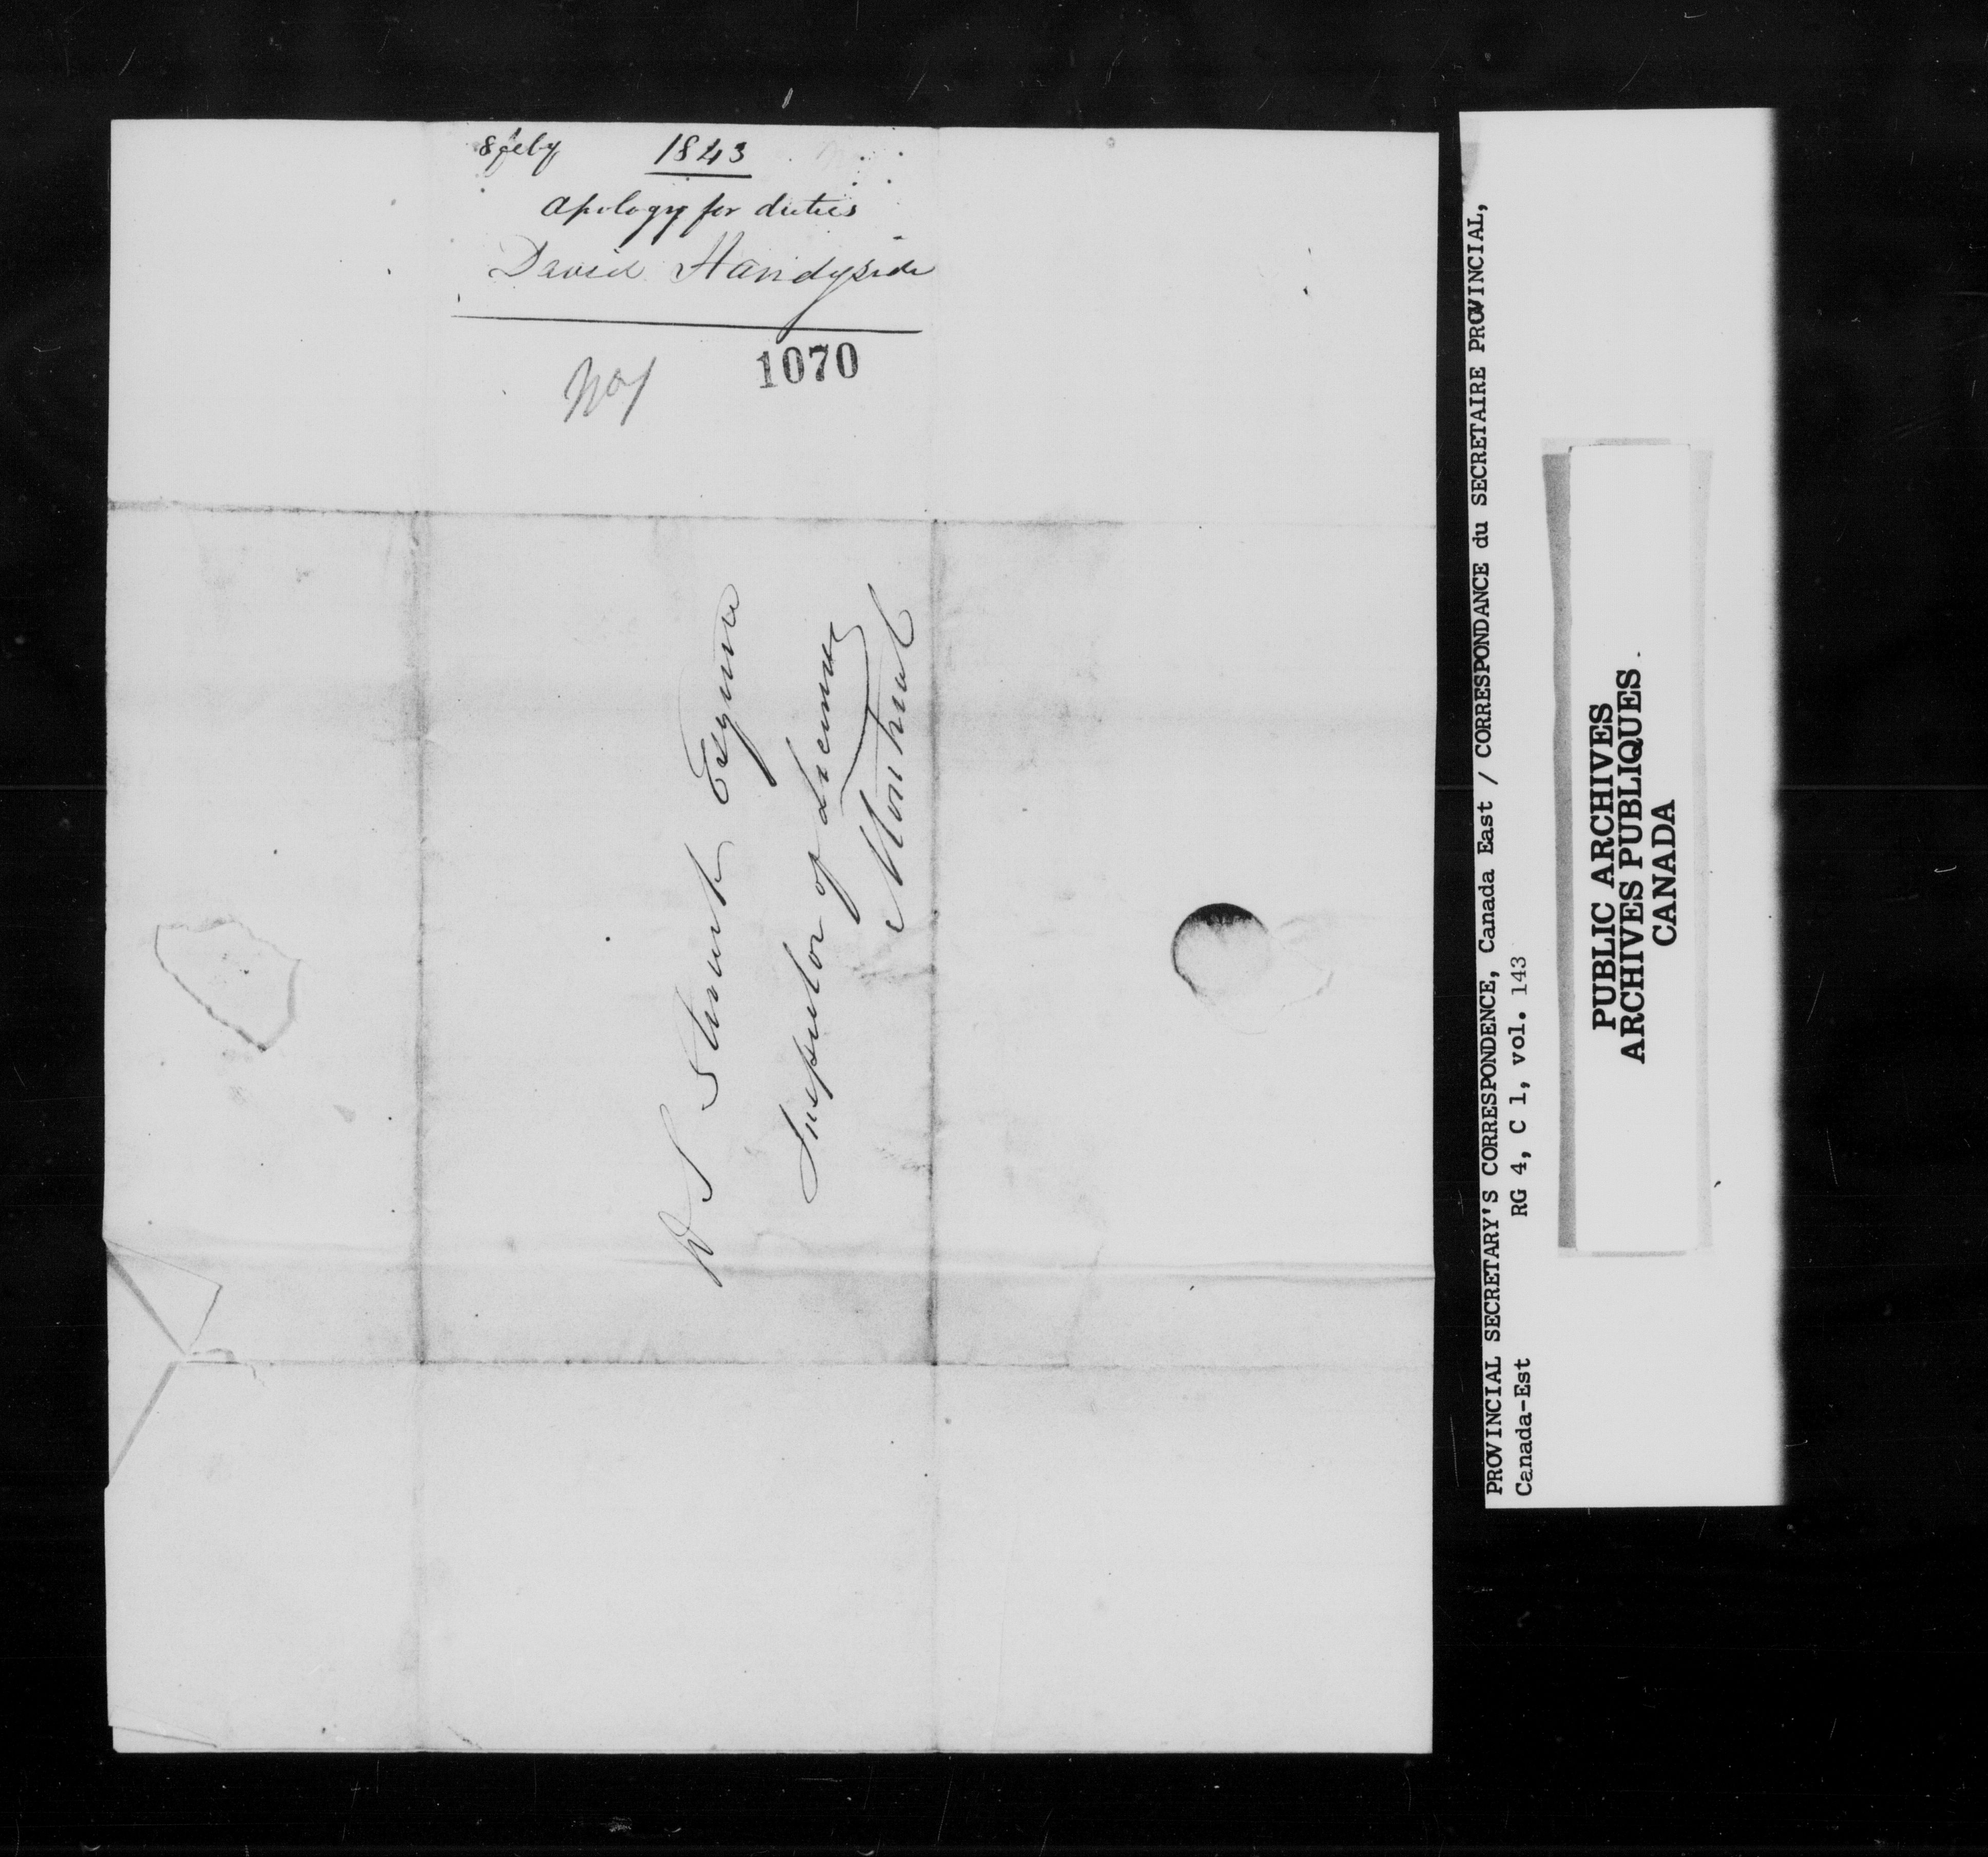 8 feby 1843
apology for duties
David Handyside
1070
W S Stuart Esquire
Inspector of Licenses
Montreal
PROVINCIAL SECRETARY'S CORRESPONDENCE, Canada East / CORRESPONDANCE du SECRETAIRE PROVINCIAL,
Canada-Est RG 4, C 1, vol. 143
PUBLIC ARCHIVES
ARCHIVES PUBLIQUES
CANADA